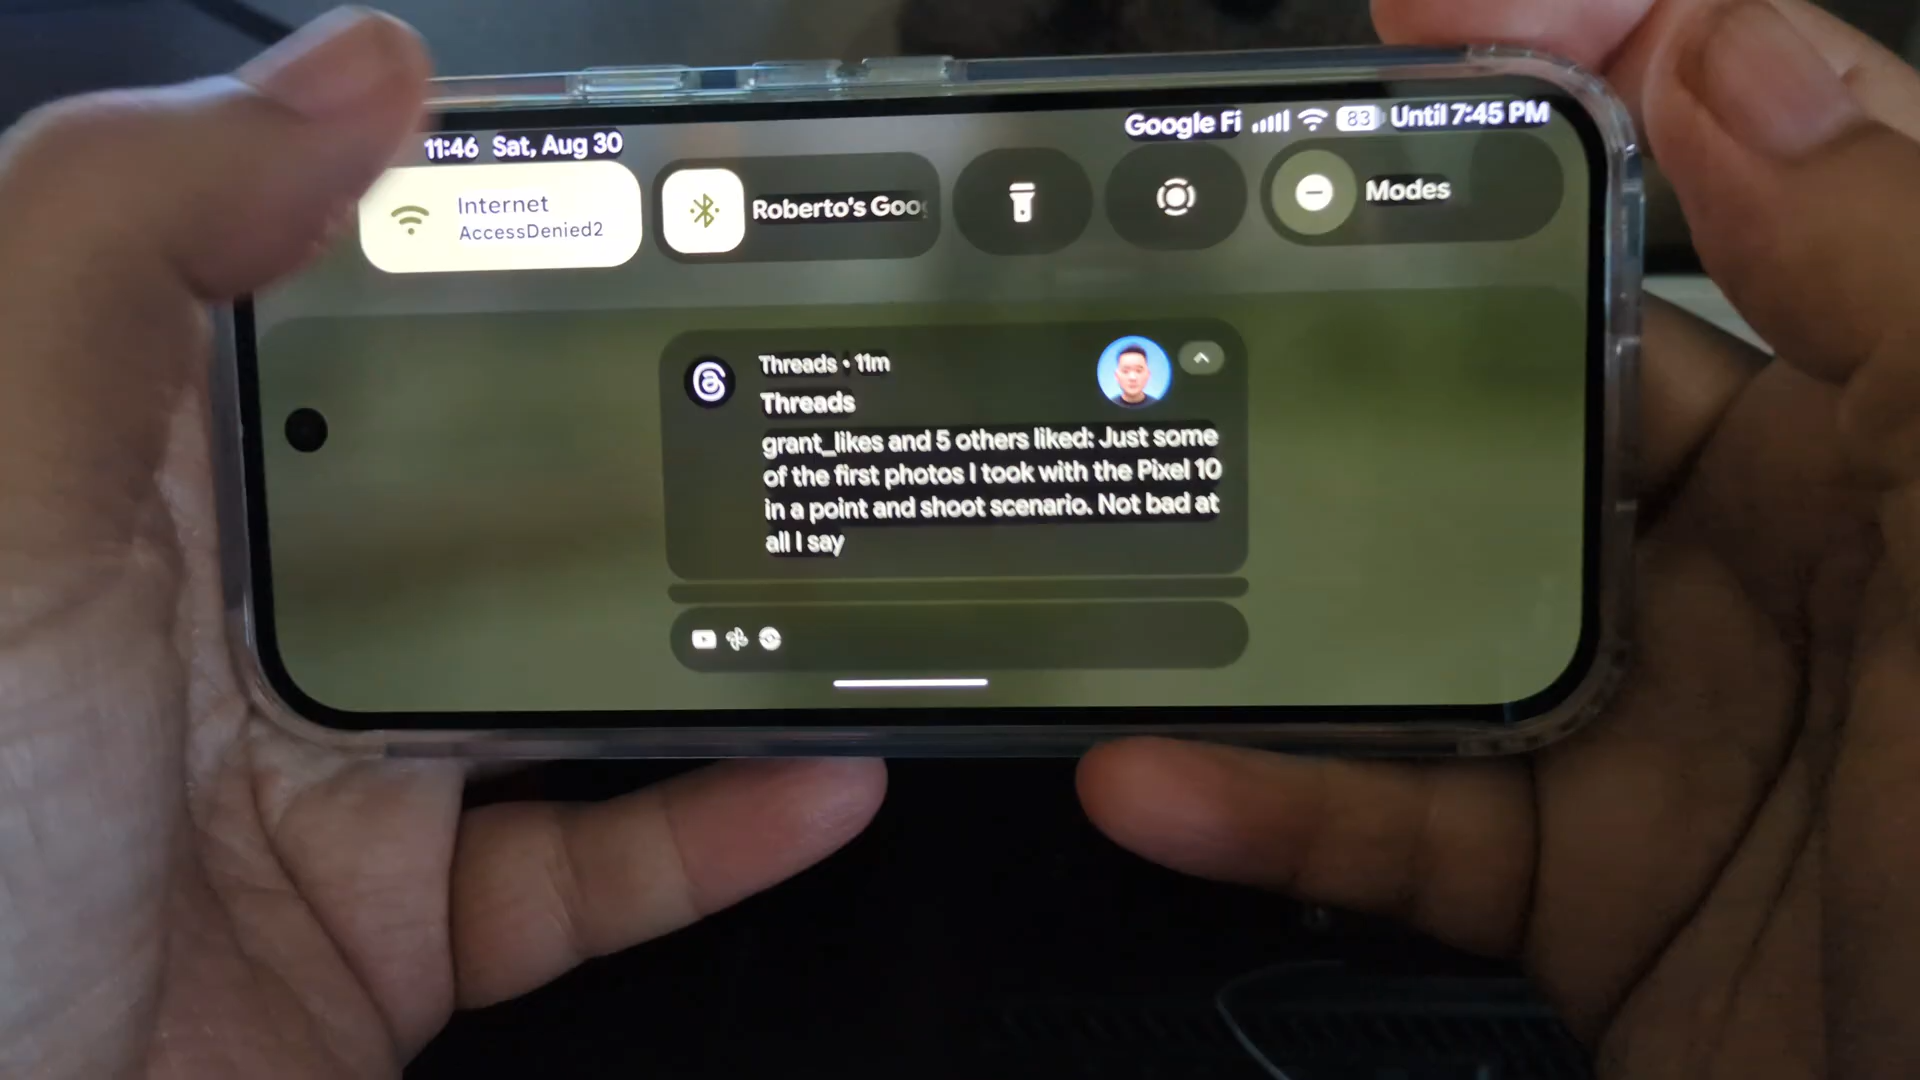 11:46 Sat, Aug 30
Google Fi 83 Until 7:45 PM
Internet
AccessDenied2
Roberto's Goo
Modes
Threads • 11m
Threads
grant_likes and 5 others liked: Just some
of the first photos I took with the Pixel 10
in a point and shoot scenario. Not bad at
all I say